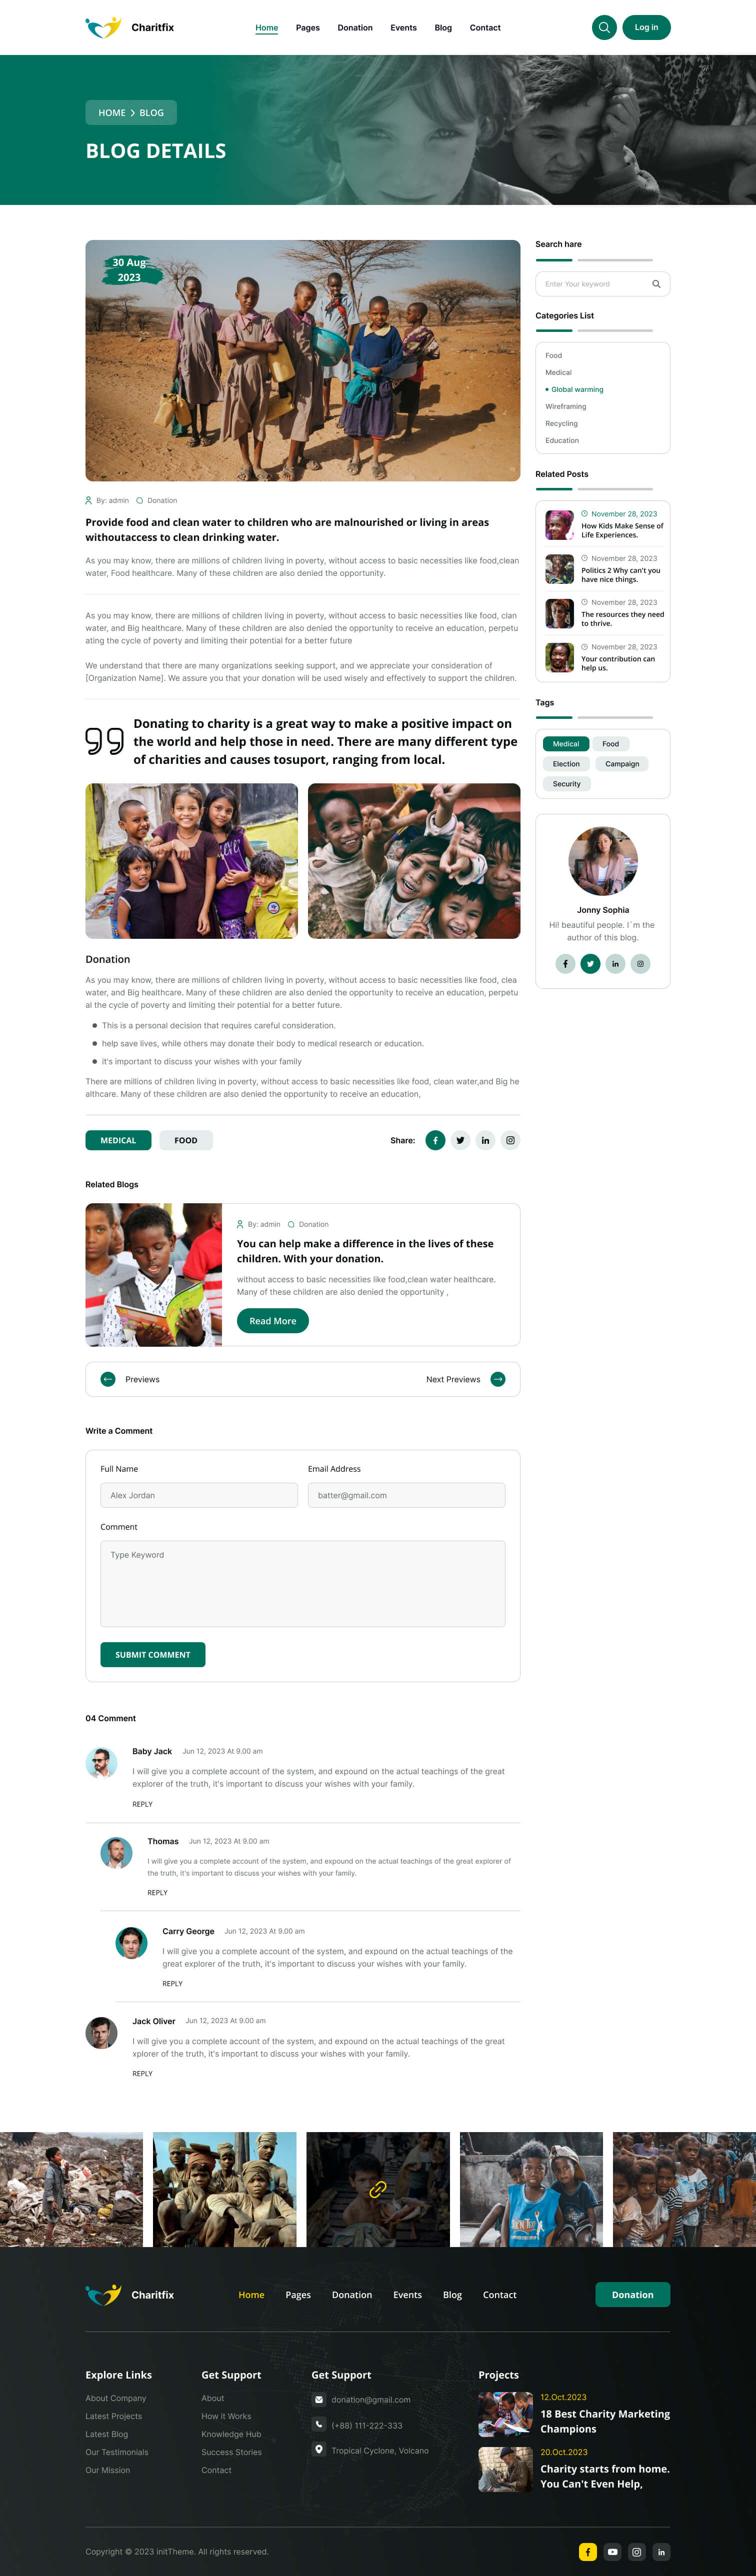 Charitfix
Home Pages Donation Events Blog Contact
Log in
HOME > BLOG
BLOG DETAILS
30 Aug
2023
By: admin Donation
Provide food and clean water to children who are malnourished or living in areas
withoutaccess to clean drinking water.
As you may know, there are millions of children living in poverty, without access to basic necessities like food,clean
water, Food healthcare. Many of these children are also denied the opportunity.
As you may know, there are millions of children living in poverty, without access to basic necessities like food, clan
water, and Big healthcare. Many of these children are also denied the opportunity to receive an education, perpetu
ating the cycle of poverty and limiting their potential for a better future
We understand that there are many organizations seeking support, and we appreciate your consideration of
[Organization Name]. We assure you that your donation will be used wisely and effectively to support the children.
Donating to charity is a great way to make a positive impact on
the world and help those in need. There are many different type
of charities and causes tosuport, ranging from local.
Donation
As you may know, there are millions of children living in poverty, without access to basic necessities like food, clea
water, and Big healthcare. Many of these children are also denied the opportunity to receive an education, perpetu
al the cycle of poverty and limiting their potential for a better future.
This is a personal decision that requires careful consideration.
help save lives, while others may donate their body to medical research or education.
it's important to discuss your wishes with your family
There are millions of children living in poverty, without access to basic necessities like food, clean water,and Big he
althcare. Many of these children are also denied the opportunity to receive an education,
MEDICAL FOOD
Share:
Related Blogs
By: admin Donation
You can help make a difference in the lives of these
children. With your donation.
without access to basic necessities like food,clean water healthcare.
Many of these children are also denied the opportunity ,
Read More
Previews
Next Previews
Write a Comment
Full Name
Email Address
Alex Jordan
batter@gmail.com
Comment
Type Keyword
SUBMIT COMMENT
04 Comment
Baby Jack Jun 12, 2023 At 9.00 am
I will give you a complete account of the system, and expound on the actual teachings of the great
explorer of the truth, it's important to discuss your wishes with your family.
REPLY
Thomas Jun 12, 2023 At 9.00 am
I will give you a complete account of the system, and expound on the actual teachings of the great explorer of
the truth, it's important to discuss your wishes with your family.
REPLY
Carry George Jun 12, 2023 At 9.00 am
I will give you a complete account of the system, and expound on the actual teachings of the
great explorer of the truth, it's important to discuss your wishes with your family.
REPLY
Jack Oliver Jun 12, 2023 At 9.00 am
I will give you a complete account of the system, and expound on the actual teachings of the great
xplorer of the truth, it's important to discuss your wishes with your family.
REPLY
Search hare
Enter Your keyword
Categories List
Food
Medical
Global warming
Wireframing
Recycling
Education
Related Posts
November 28, 2023
How Kids Make Sense of
Life Experiences.
November 28, 2023
Politics 2 Why can't you
have nice things.
November 28, 2023
The resources they need
to thrive.
November 28, 2023
Your contribution can
help us.
Tags
Medical Food
Election Campaign
Security
Jonny Sophia
Hi! beautiful people. I`m the
author of this blog.
Charitfix
Home Pages Donation Events Blog Contact
Donation
Explore Links
About Company
Latest Projects
Latest Blog
Our Testimonials
Our Mission
Get Support
About
How it Works
Knowledge Hub
Success Stories
Contact
Get Support
donation@gmail.com
(+88) 111-222-333
Tropical Cyclone, Volcano
Projects
12.Oct.2023
18 Best Charity Marketing
Champions
20.Oct.2023
Charity starts from home.
You Can't Even Help,
Copyright © 2023 initTheme. All rights reserved.